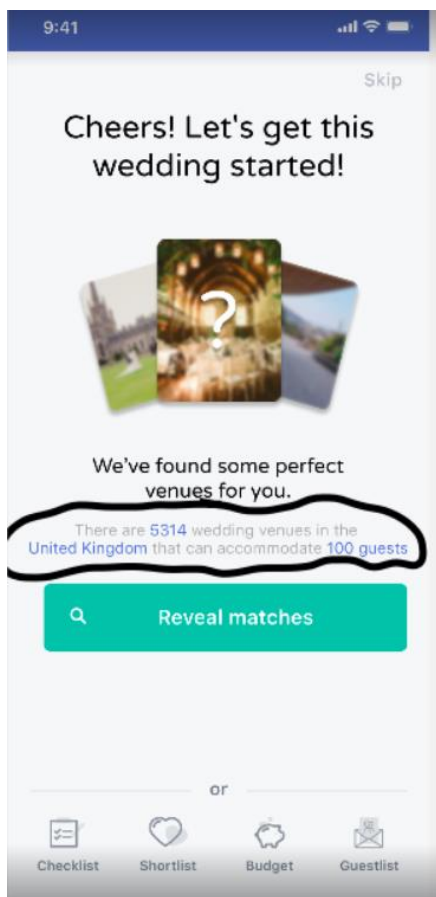 9:41
Skip
Cheers! Let's get this
wedding started!
?
We've found some perfect
venues for you.
There are 5314 wedding venues in the
United Kingdom that can accommodate 100 guests
Reveal matches
or
Checklist Shortlist Budget Guestlist